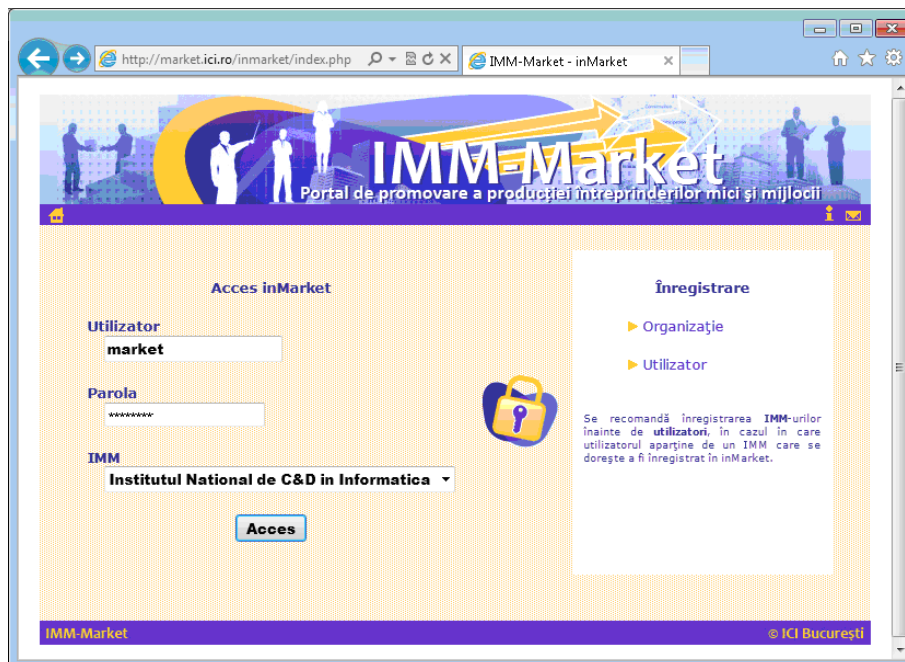 http://market.ici.ro/inmarket/index.php
IMM-Market - inMarket
IMM-Market
Portal de promovare a producţiei întreprinderilor mici şi mijlocii
Acces inMarket
Utilizator
market
Parola
********
IMM
Institutul National de C&D in Informatica
Acces
Înregistrare
Organizaţie
Utilizator
Se recomandă înregistrarea IMM-urilor
înainte de utilizatori, în cazul în care
utilizatorul aparţine de un IMM care se
doreşte a fi înregistrat în inMarket.
IMM-Market
© ICI Bucureşti